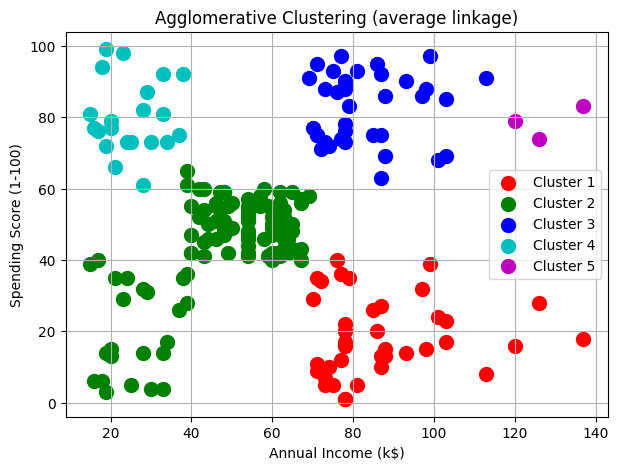 Agglomerative Clustering (average linkage)
100
80
60
40
20
0
Spending Score (1-100)
Cluster 1
Cluster 2
Cluster 3
Cluster 4
Cluster 5
20 40 60 80 100 120 140
Annual Income (k$)